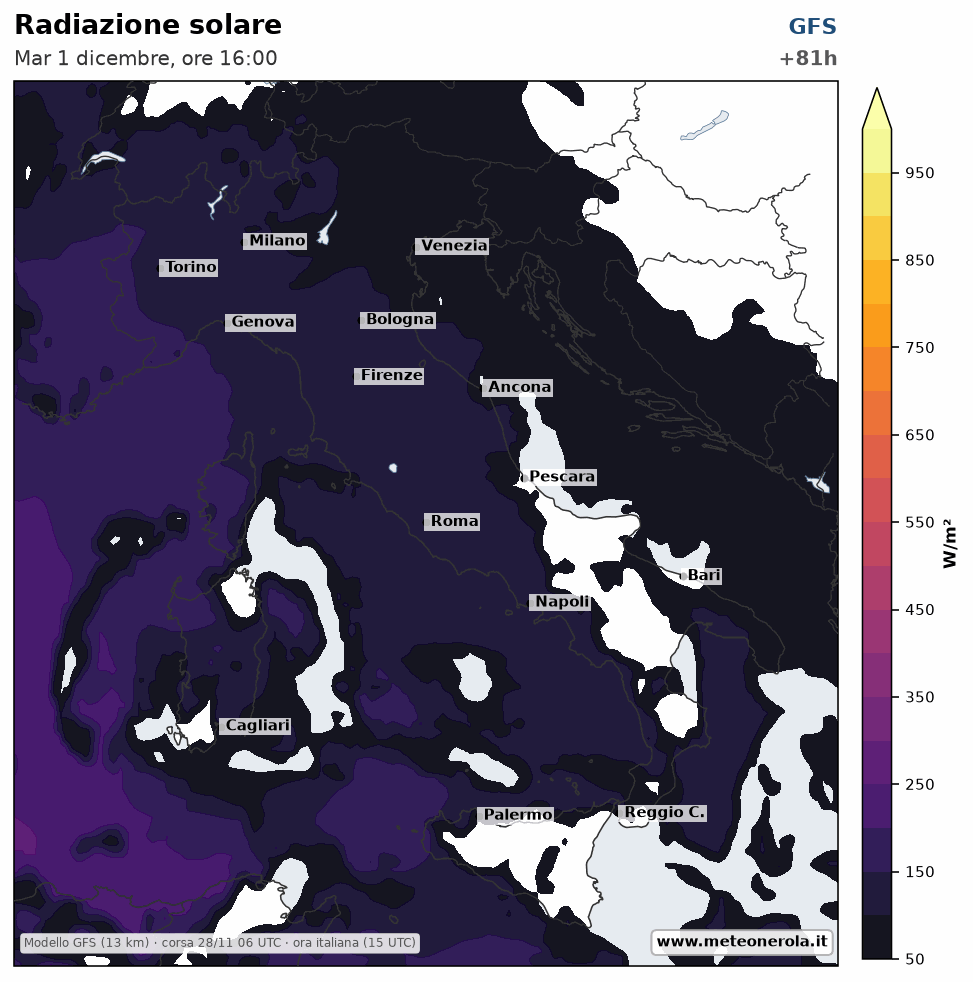 Radiazione solare
GFS
Mar 1 dicembre, ore 16:00
+81h
Milano
Venezia
Torino
Genova
Bologna
Firenze
Ancona
Pescara
Roma
Bari
Napoli
Cagliari
Palermo
Reggio C.
950
850
750
650
550
450
350
250
150
50
W/m²
Modello GFS (13 km) · corsa 28/11 06 UTC · ora italiana (15 UTC)
www.meteonerola.it